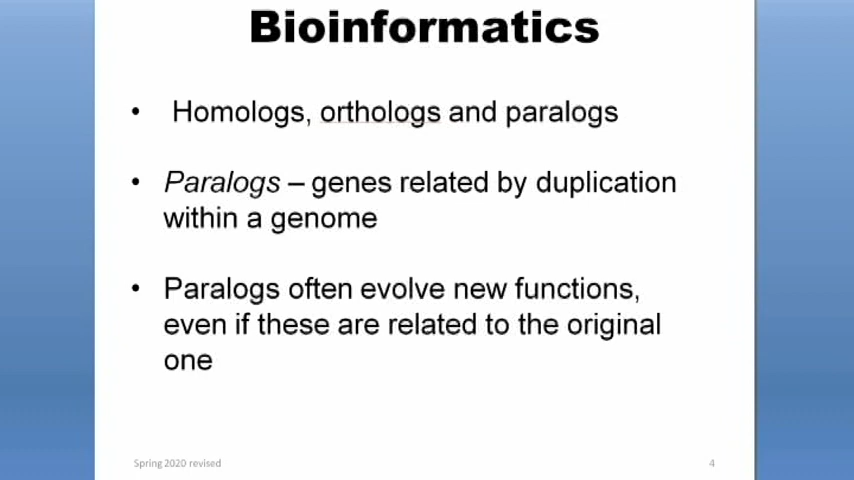 Bioinformatics
• Homologs, orthologs and paralogs
• Paralogs – genes related by duplication
within a genome
• Paralogs often evolve new functions,
even if these are related to the original
one
Spring 2020 revised
4